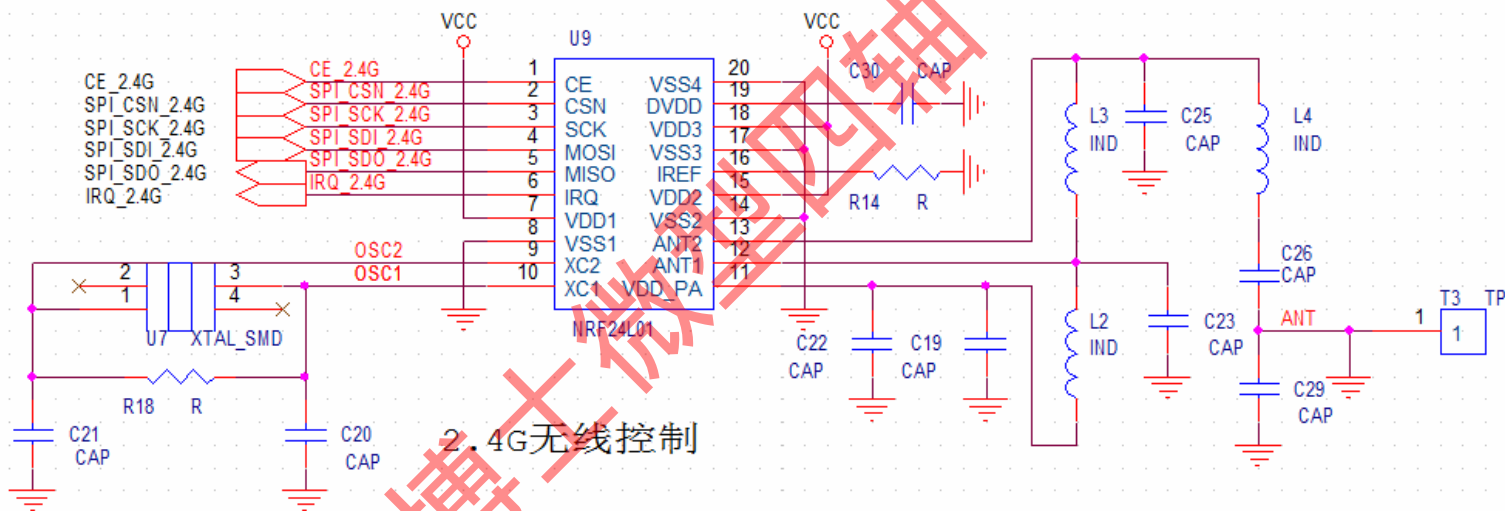 VCC
VCC
U9
CE_2.4G
SPI_CSN_2.4G
SPI_SCK_2.4G
SPI_SDI_2.4G
SPI_SDO_2.4G
IRQ_2.4G
CE_2.4G
SPI_CSN_2.4G
SPI_SCK_2.4G
SPI_SDI_2.4G
SPI_SDO_2.4G
IRQ_2.4G
1 CE VSS4 20
2 CSN DVDD 19
3 SCK VDD3 18
4 MOSI VSS3 17
5 MISO IREF 16
6 IRQ VDD2 15
7 VDD1 VSS2 14
8 VSS1 ANT2 13
9 XC2 ANT1 12
10 XC1 VDD_PA 11
NRF24L01
OSC2
OSC1
2 3
1 4
U7 XTAL_SMD
R18 R
C21
CAP
C20
CAP
C30 CAP
R14 R
C22
CAP
C19
CAP
L3
IND
C25
CAP
L4
IND
L2
IND
C23
CAP
C26
CAP
ANT
C29
CAP
T3 TP
1
1
2.4G无线控制
博士微型四轴